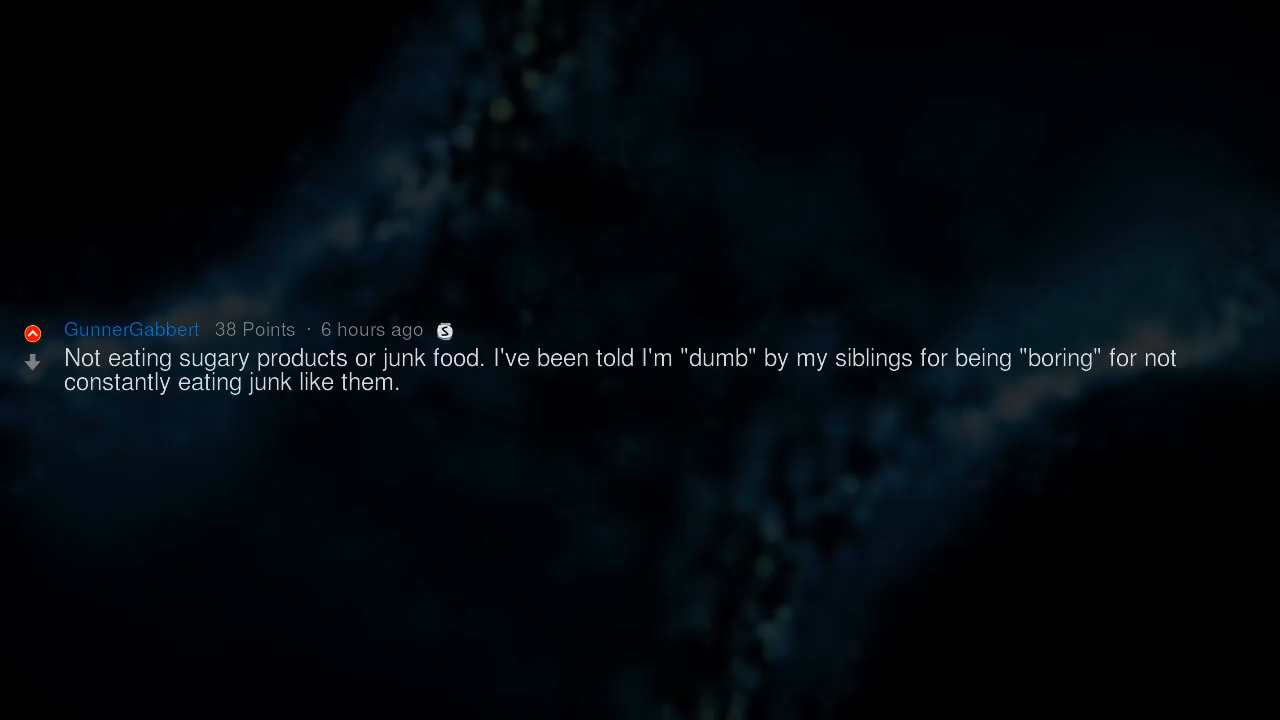 GunnerGabbert 38 Points · 6 hours ago S
Not eating sugary products or junk food. I've been told I'm "dumb" by my siblings for being "boring" for not
constantly eating junk like them.